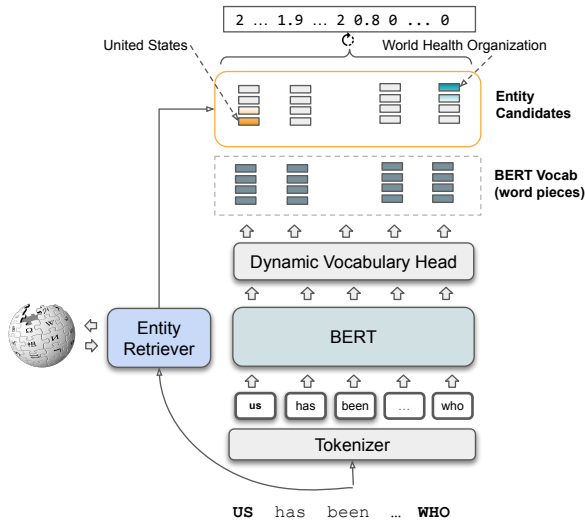 2 ... 1.9 ... 2 0.8 0 ... 0
United States
World Health Organization
Entity
Candidates
BERT Vocab
(word pieces)
Dynamic Vocabulary Head
Entity
Retriever
BERT
us has been ... who
Tokenizer
US has been … WHO